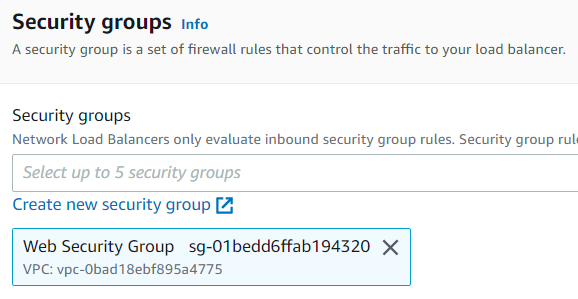 Security groups Info
A security group is a set of firewall rules that control the traffic to your load balancer.
Security groups
Network Load Balancers only evaluate inbound security group rules. Security group
Select up to 5 security groups
Create new security group
Web Security Group sg-01bedd6ffab194320
VPC: vpc-0bad18ebf895a4775